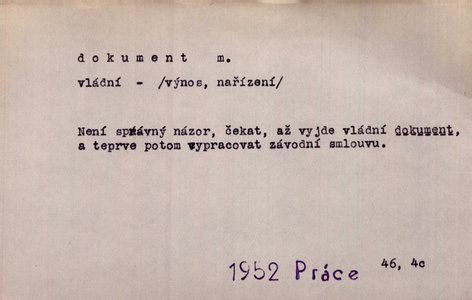 dokument m.
vládní - /výnos, nařízení/
Není správný názor, čekat, až vyjde vládní dokument,
a teprve potom vypracovat závodní smlouvu.
1952 Práce 46, 4c